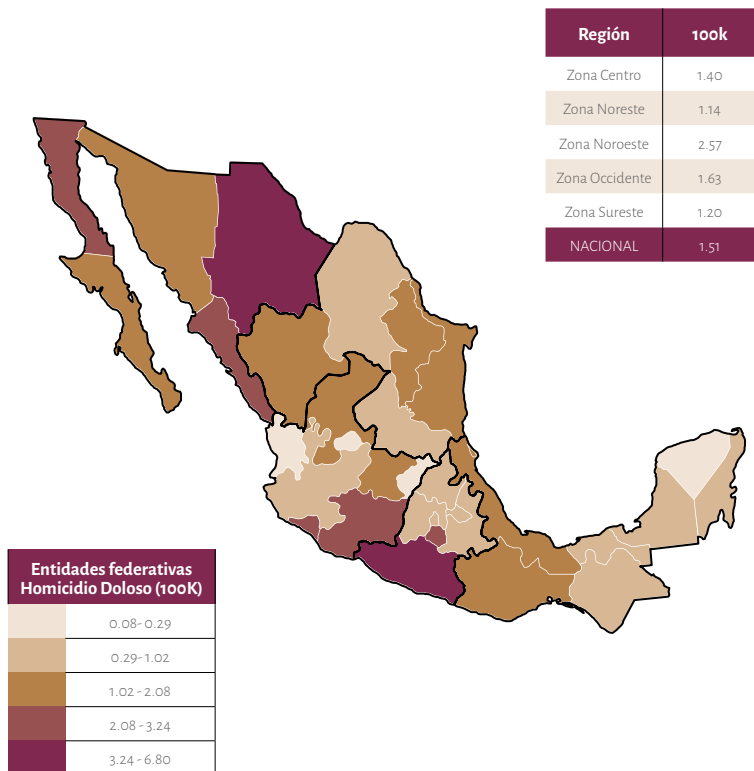 Región 100k
Zona Centro 1.40
Zona Noreste 1.14
Zona Noroeste 2.57
Zona Occidente 1.63
Zona Sureste 1.20
NACIONAL 1.51
Entidades federativas
Homicidio Doloso (100K)
0.08-0.29
0.29-1.02
1.02 - 2.08
2.08 - 3.24
3.24 - 6.80